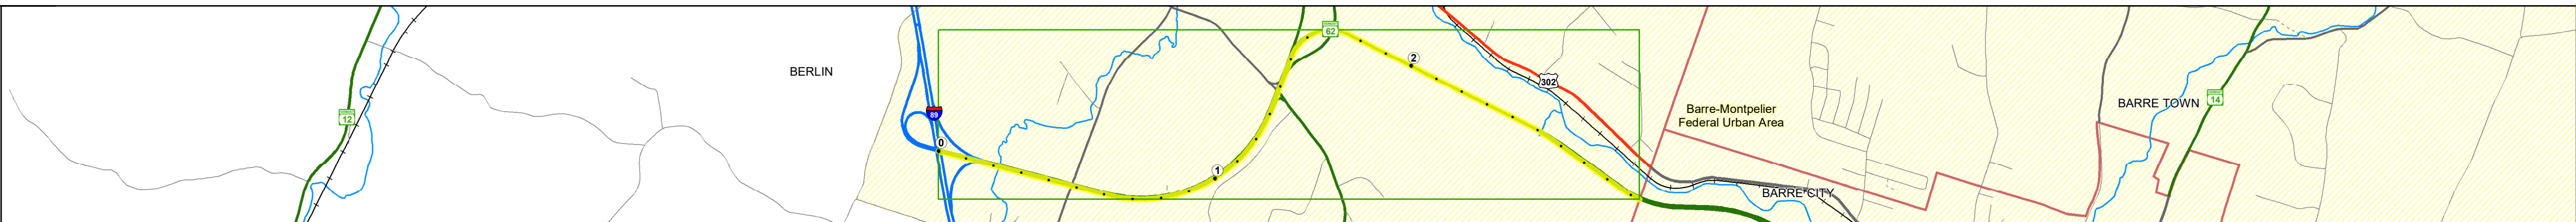 62
2
302
BERLIN
12
89
Barre-Montpelier
Federal Urban Area
BARRE TOWN
14
0
1
BARRE CITY